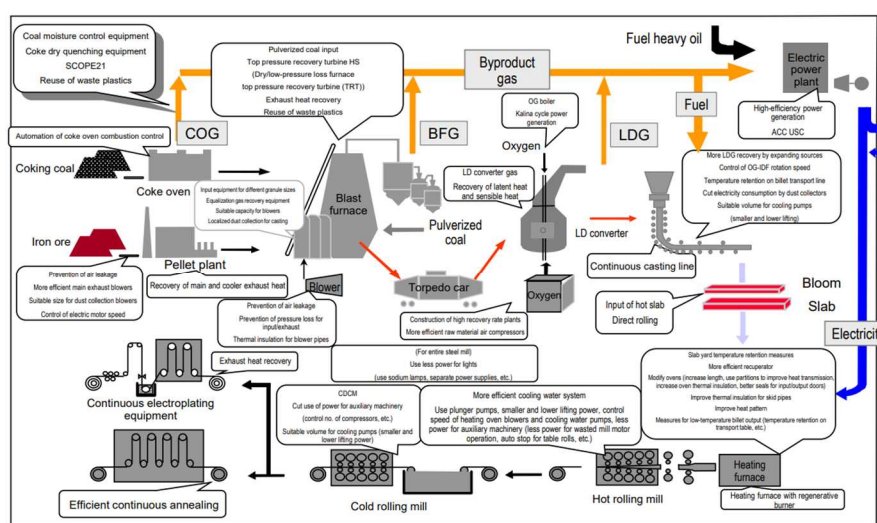 Coal moisture control equipment
Coke dry quenching equipment
SCOPE21
Reuse of waste plastics
Pulverized coal input
Top pressure recovery turbine HS
(Dry/low-pressure loss furnace
top pressure recovery turbine (TRT))
Exhaust heat recovery
Reuse of waste plastics
Byproduct
gas
Fuel heavy oil
Electric
power
plant
High-efficiency power
generation
ACC USC
Fuel
COG
BFG
LDG
OG boiler
Kalina cycle power
generation
Oxygen
Automation of coke oven combustion control
Coking coal
Coke oven
Input equipment for different granule sizes
Equalization gas recovery equipment
Suitable capacity for blowers
Localized dust collection for casting
Blast
furnace
LD converter gas
Recovery of latent heat
and sensible heat
More LDG recovery by expanding sources
Control of OG-IDF rotation speed
Temperature retention on billet transport line
Cut electricity consumption by dust collectors
Suitable volume for cooling pumps
(smaller and lower lifting)
Pulverized
coal
LD converter
Iron ore
Pellet plant
Continuous casting line
Prevention of air leakage
More efficient main exhaust blowers
Suitable size for dust collection blowers
Control of electric motor speed
Recovery of main and cooler exhaust heat
Blower
Torpedo car
Oxygen
Bloom
Slab
Prevention of air leakage
Prevention of pressure loss for
input/exhaust
Thermal insulation for blower pipes
Construction of high recovery rate plants
More efficient raw material air compressors
Input of hot slab
Direct rolling
Electricit
Exhaust heat recovery
(For entire steel mill)
Use less power for lights
(use sodium lamps, separate power supplies, etc.)
Slab yard temperature retention measures
More efficient recuperator
Modify ovens (increase length, use partitions to improve heat transmission,
increase oven thermal insulation, better seals for input/output doors)
Improve thermal insulation for skid pipes
Improve heat pattern
Measures for low-temperature billet output (temperature retention on
transport table, etc.)
Continuous electroplating
equipment
CDCM
Cut use of power for auxiliary machinery
(control no. of compressors, etc.)
Suitable volume for cooling pumps (smaller and
lower lifting power)
More efficient cooling water system
Use plunger pumps, smaller and lower lifting power, control
speed of heating oven blowers and cooling water pumps, less
power for auxiliary machinery (less power for wasted mill motor
operation, auto stop for table rolls, etc.)
Efficient continuous annealing
Cold rolling mill
Hot rolling mill
Heating
furnace
Heating furnace with regenerative
burner